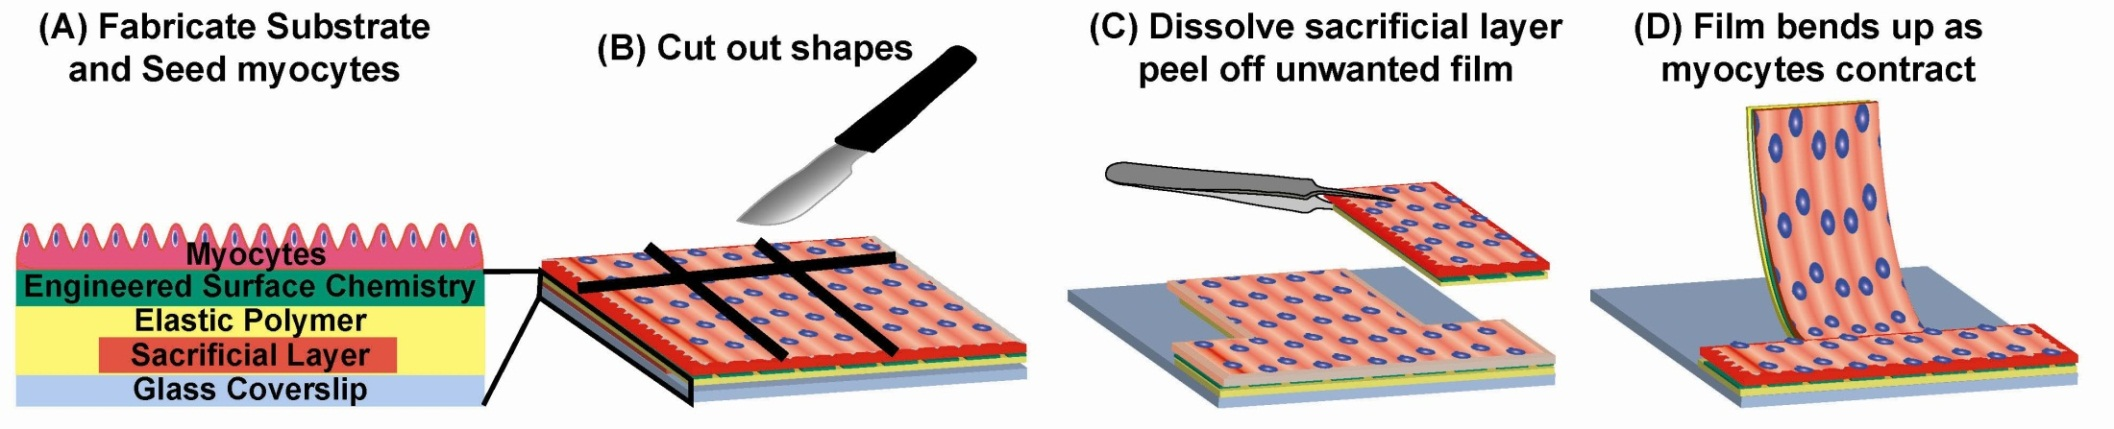 (A) Fabricate Substrate
and Seed myocytes
Myocytes
Engineered Surface Chemistry
Elastic Polymer
Sacrificial Layer
Glass Coverslip
(B) Cut out shapes
(C) Dissolve sacrificial layer
peel off unwanted film
(D) Film bends up as
myocytes contract